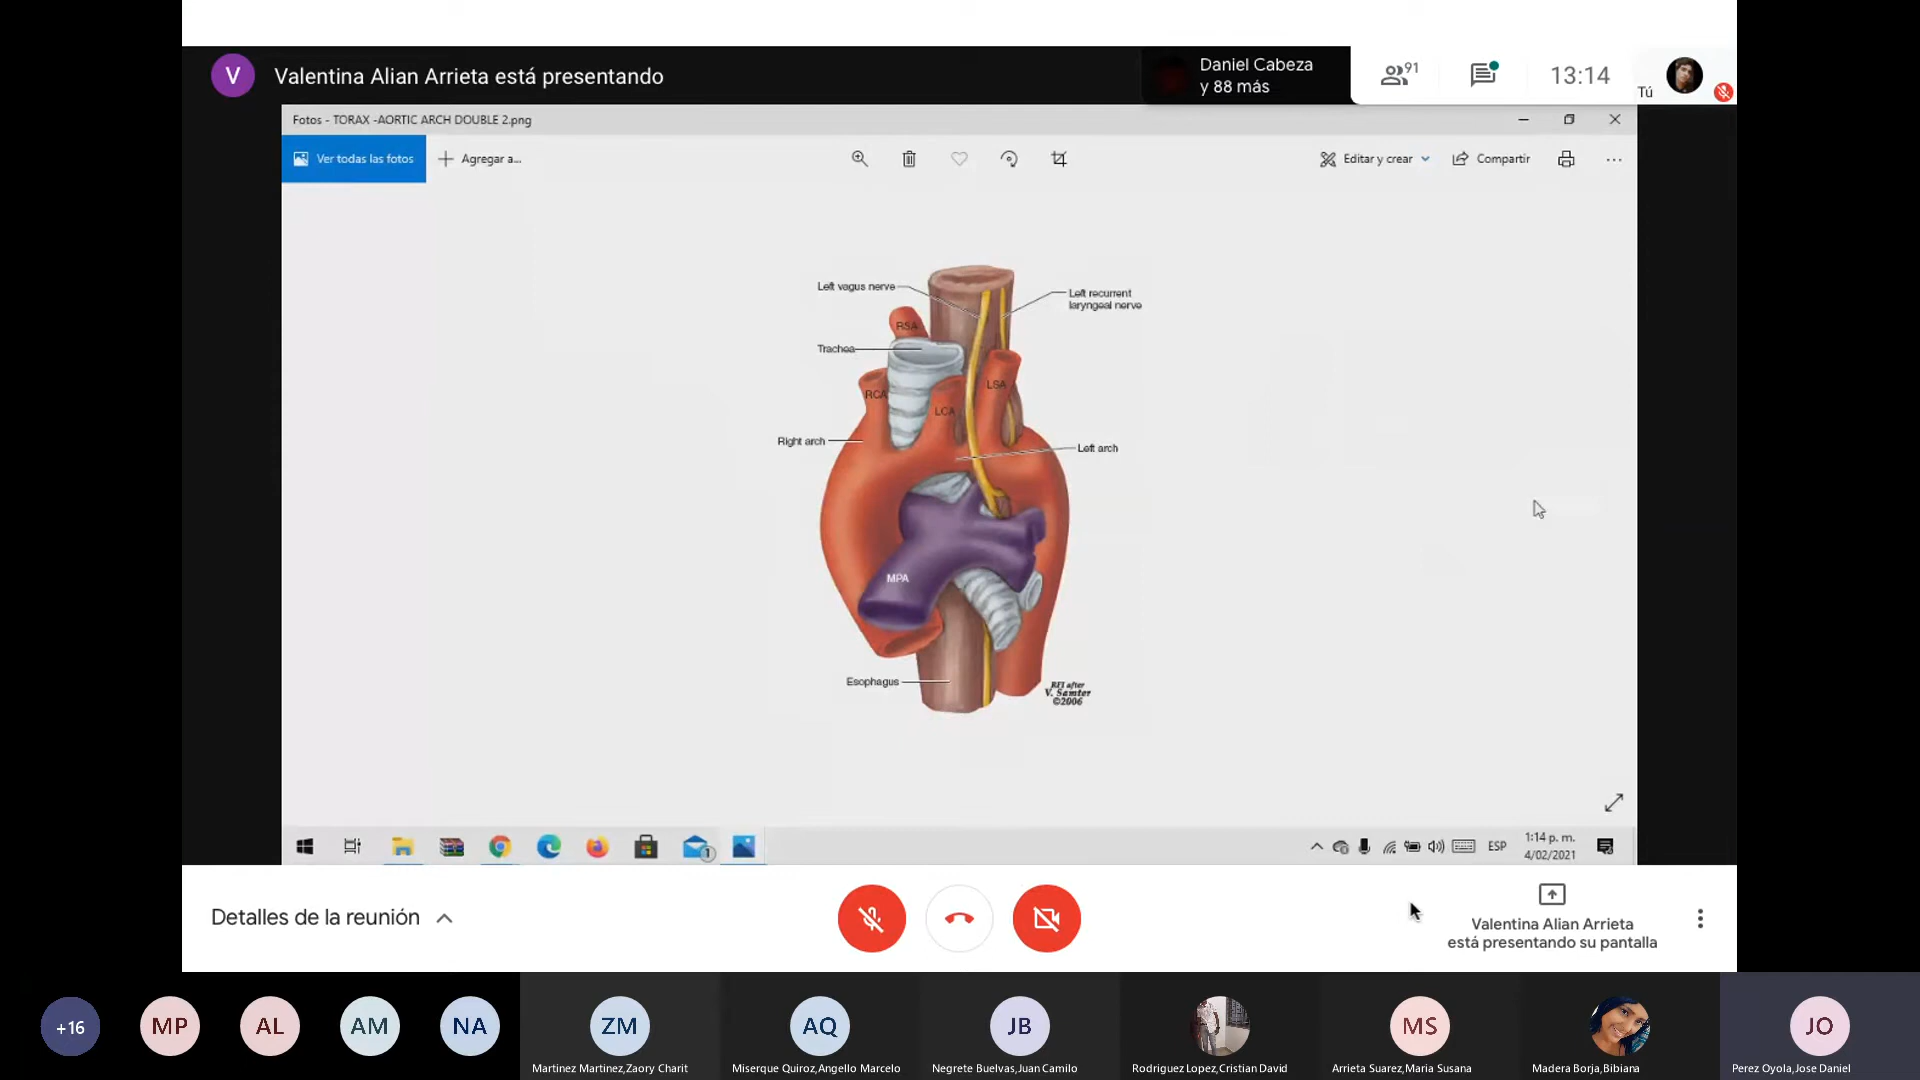 V
Valentina Alian Arrieta está presentando
Daniel Cabeza
y 88 más
91
13:14
Tú
Fotos - TORAX -AORTIC ARCH DOUBLE 2.png
Ver todas las fotos
Agregar a...
Editar y crear
Compartir
Left vagus nerve
Left recurrent
laryngeal nerve
RSA
Trachea
RCA
LCA
LSA
Right arch
Left arch
MPA
Esophagus
V. Samter
©2006
1
ESP
1:14 p. m.
4/02/2021
Detalles de la reunión
Valentina Alian Arrieta
está presentando su pantalla
+16
MP
AL
AM
NA
ZM
AQ
JB
MS
JO
Martinez Martinez,Zaory Charit
Miserque Quiroz,Angello Marcelo
Negrete Buelvas,Juan Camilo
Rodriguez Lopez,Cristian David
Arrieta Suarez,Maria Susana
Madera Borja,Bibiana
Perez Oyola,Jose Daniel